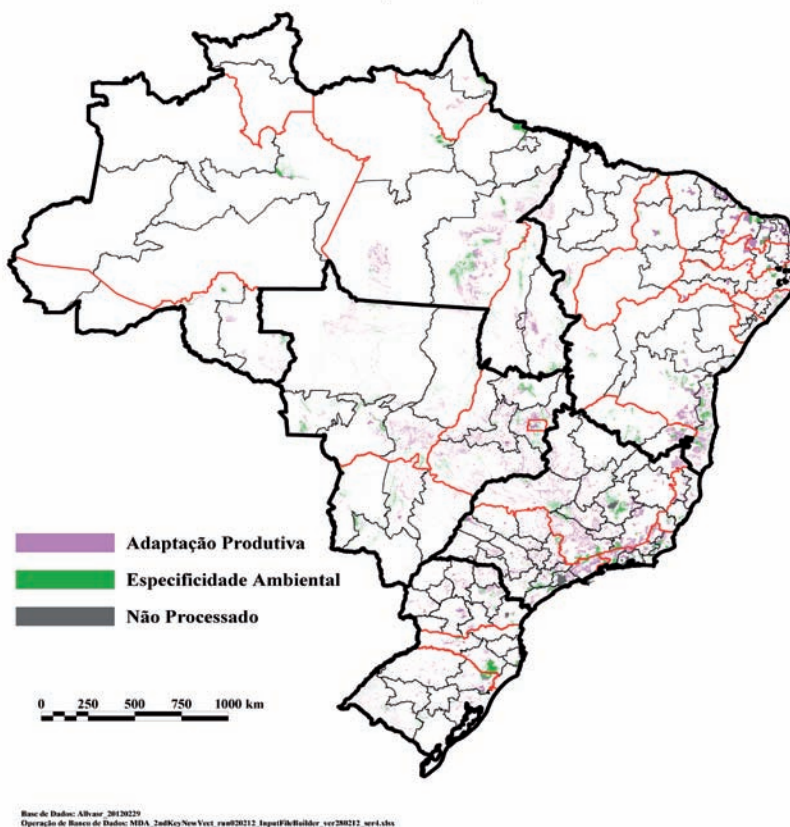 Adaptação Produtiva
Especificidade Ambiental
Não Processado
0 250 500 750 1000 km
Base de Dados: Allvasr_20120229
Operação de Banco de Dados: MDA_2ndKeyNewVect_run020212_InputFileBuilder_ver280212_ser4.xlsx